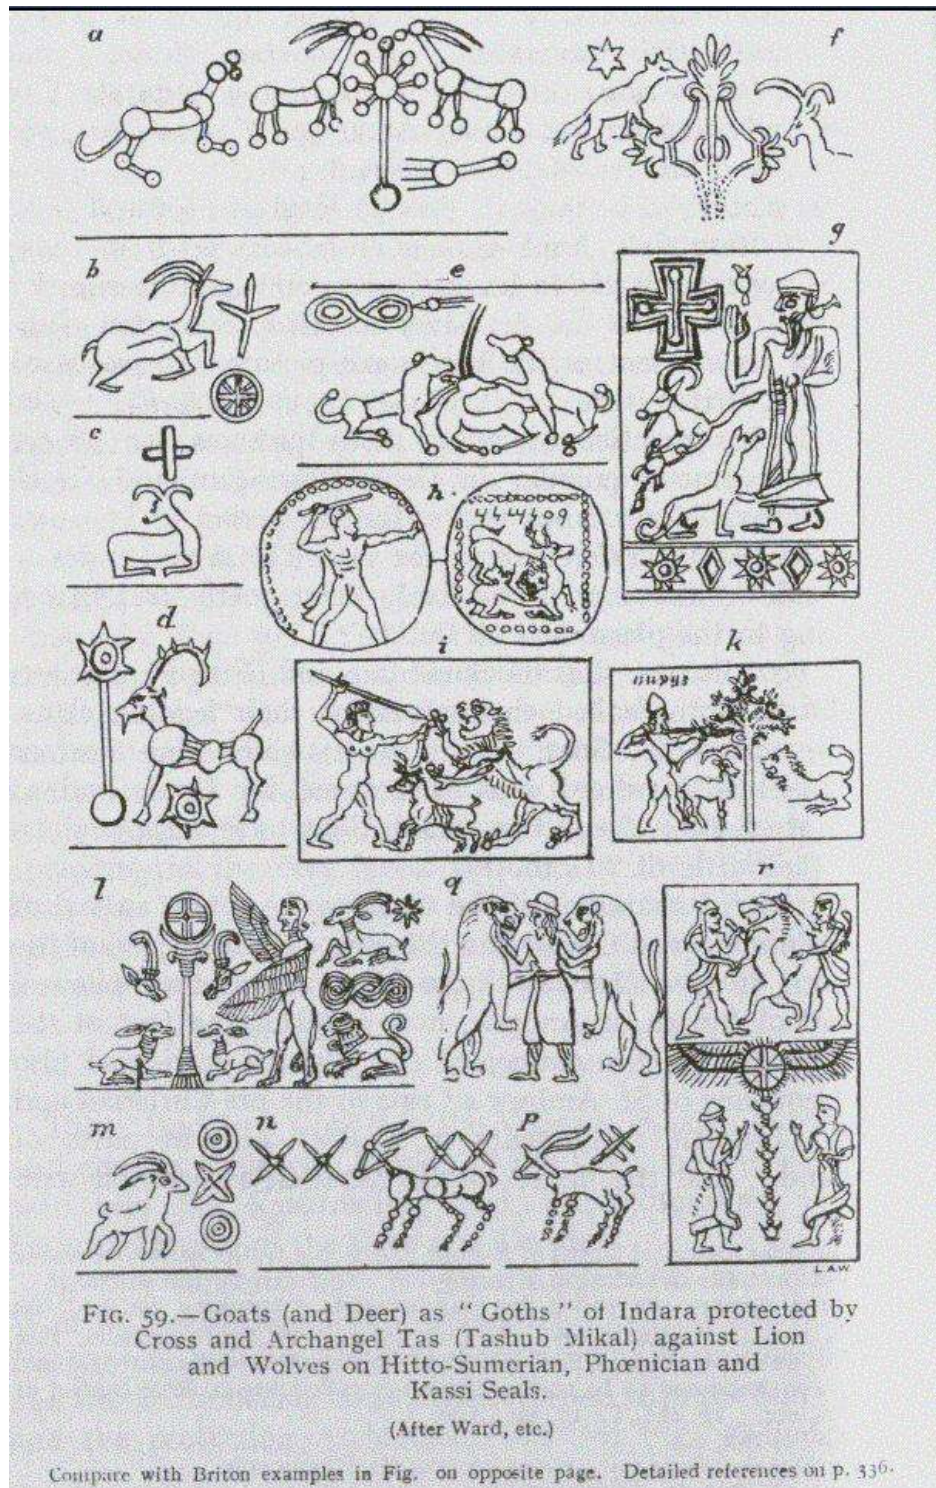 a
f
b
e
g
c
h.
d
i
k
l
q
r
m
n
p
L.A.W.
FIG. 59.—Goats (and Deer) as "Goths" of Indara protected by
Cross and Archangel Tas (Tashub Mikal) against Lion
and Wolves on Hitto-Sumerian, Phœnician and
Kassi Seals.
(After Ward, etc.)
Compare with Briton examples in Fig. on opposite page. Detailed references on p. 336.